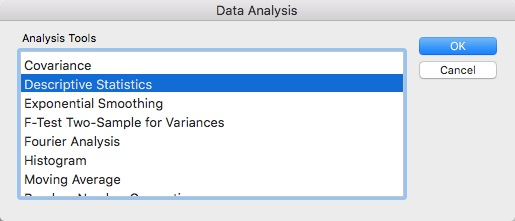 Data Analysis
Analysis Tools
OK
Cancel
Covariance
Descriptive Statistics
Exponential Smoothing
F-Test Two-Sample for Variances
Fourier Analysis
Histogram
Moving Average